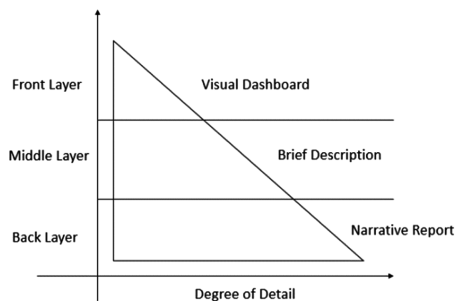 Front Layer
Visual Dashboard
Middle Layer
Brief Description
Back Layer
Narrative Report
Degree of Detail